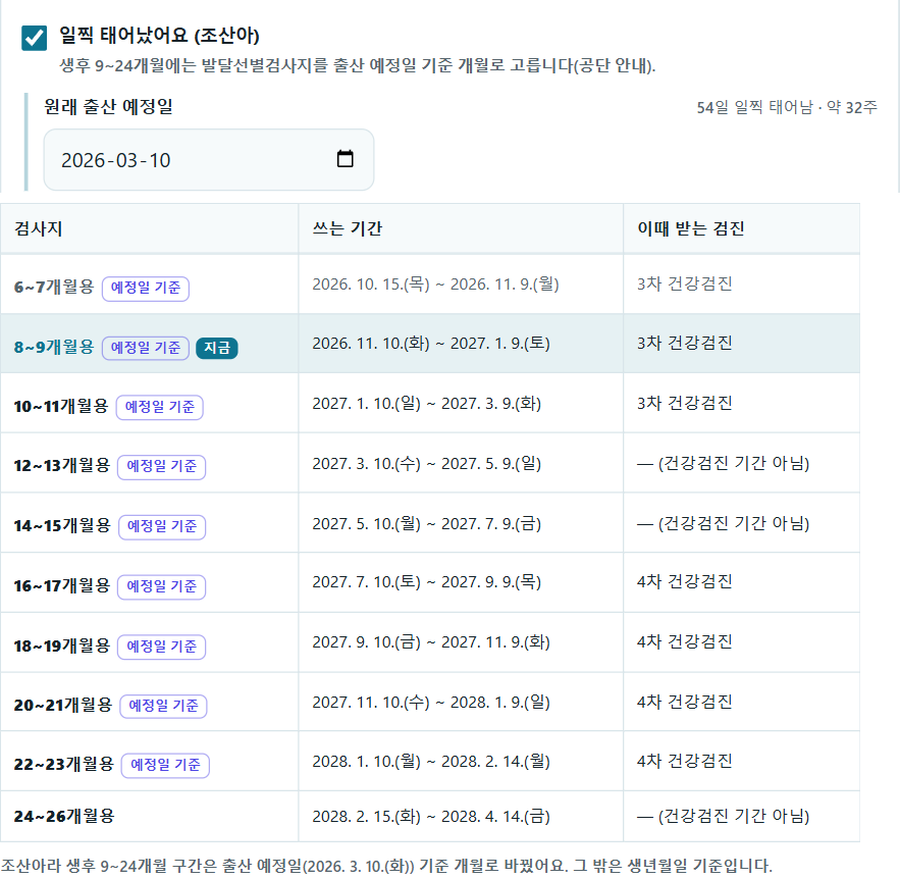 일찍 태어났어요 (조산아)
생후 9~24개월에는 발달선별검사지를 출산 예정일 기준 개월로 고릅니다(공단 안내).
원래 출산 예정일 54일 일찍 태어남 · 약 32주
2026-03-10
검사지 쓰는 기간 이때 받는 검진
6~7개월용 예정일 기준 2026. 10. 15.(목) ~ 2026. 11. 9.(월) 3차 건강검진
8~9개월용 예정일 기준 지금 2026. 11. 10.(화) ~ 2027. 1. 9.(토) 3차 건강검진
10~11개월용 예정일 기준 2027. 1. 10.(일) ~ 2027. 3. 9.(화) 3차 건강검진
12~13개월용 예정일 기준 2027. 3. 10.(수) ~ 2027. 5. 9.(일) — (건강검진 기간 아님)
14~15개월용 예정일 기준 2027. 5. 10.(월) ~ 2027. 7. 9.(금) — (건강검진 기간 아님)
16~17개월용 예정일 기준 2027. 7. 10.(토) ~ 2027. 9. 9.(목) 4차 건강검진
18~19개월용 예정일 기준 2027. 9. 10.(금) ~ 2027. 11. 9.(화) 4차 건강검진
20~21개월용 예정일 기준 2027. 11. 10.(수) ~ 2028. 1. 9.(일) 4차 건강검진
22~23개월용 예정일 기준 2028. 1. 10.(월) ~ 2028. 2. 14.(월) 4차 건강검진
24~26개월용 2028. 2. 15.(화) ~ 2028. 4. 14.(금) — (건강검진 기간 아님)
조산아라 생후 9~24개월 구간은 출산 예정일(2026. 3. 10.(화)) 기준 개월로 바꿨어요. 그 밖은 생년월일 기준입니다.